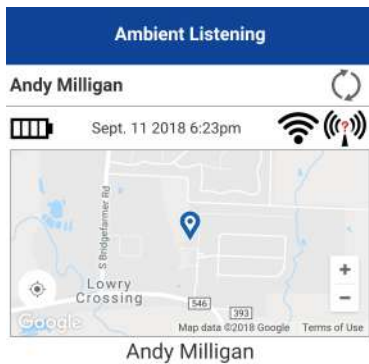 Ambient Listening
Andy Milligan
Sept. 11 2018 6:23pm
?
S Bridgefarmer Rd
Lowry
Crossing
546
393
+
−
Google
Map data ©2018 Google Terms of Use
Andy Milligan